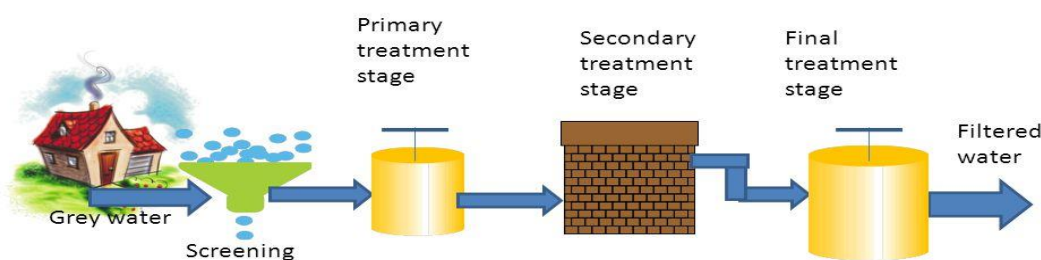 Primary
treatment
stage
Secondary
treatment
stage
Final
treatment
stage
Filtered
water
Grey water
Screening